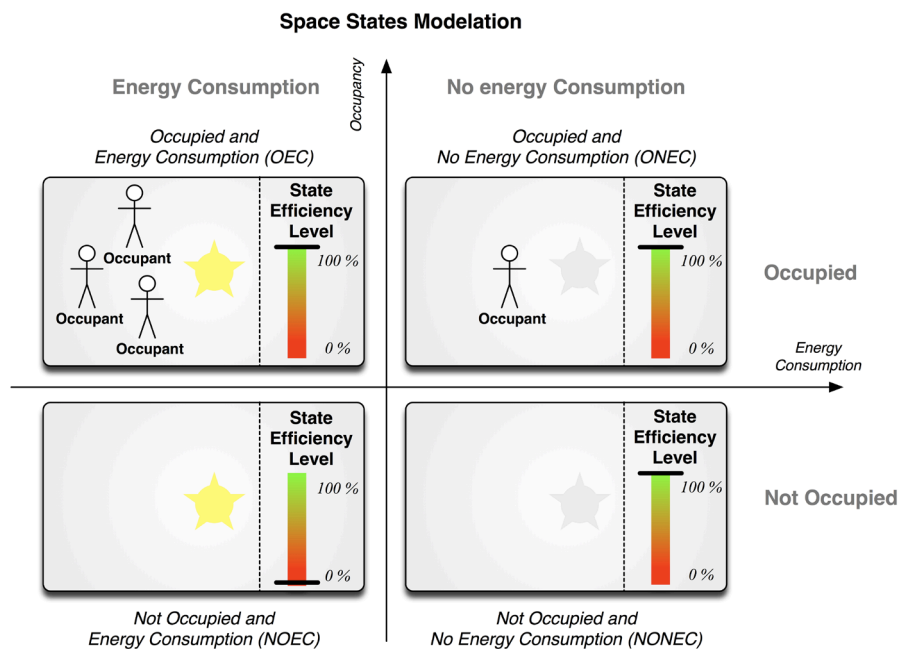 Space States Modelation
Energy Consumption
No energy Consumption
Occupancy
Occupied and
Energy Consumption (OEC)
Occupied and
No Energy Consumption (ONEC)
State
Efficiency
Level
100 %
0 %
Occupant
Occupant
Occupant
State
Efficiency
Level
100 %
0 %
Occupant
Occupied
Energy
Consumption
State
Efficiency
Level
100 %
0 %
State
Efficiency
Level
100 %
0 %
Not Occupied
Not Occupied and
Energy Consumption (NOEC)
Not Occupied and
No Energy Consumption (NONEC)